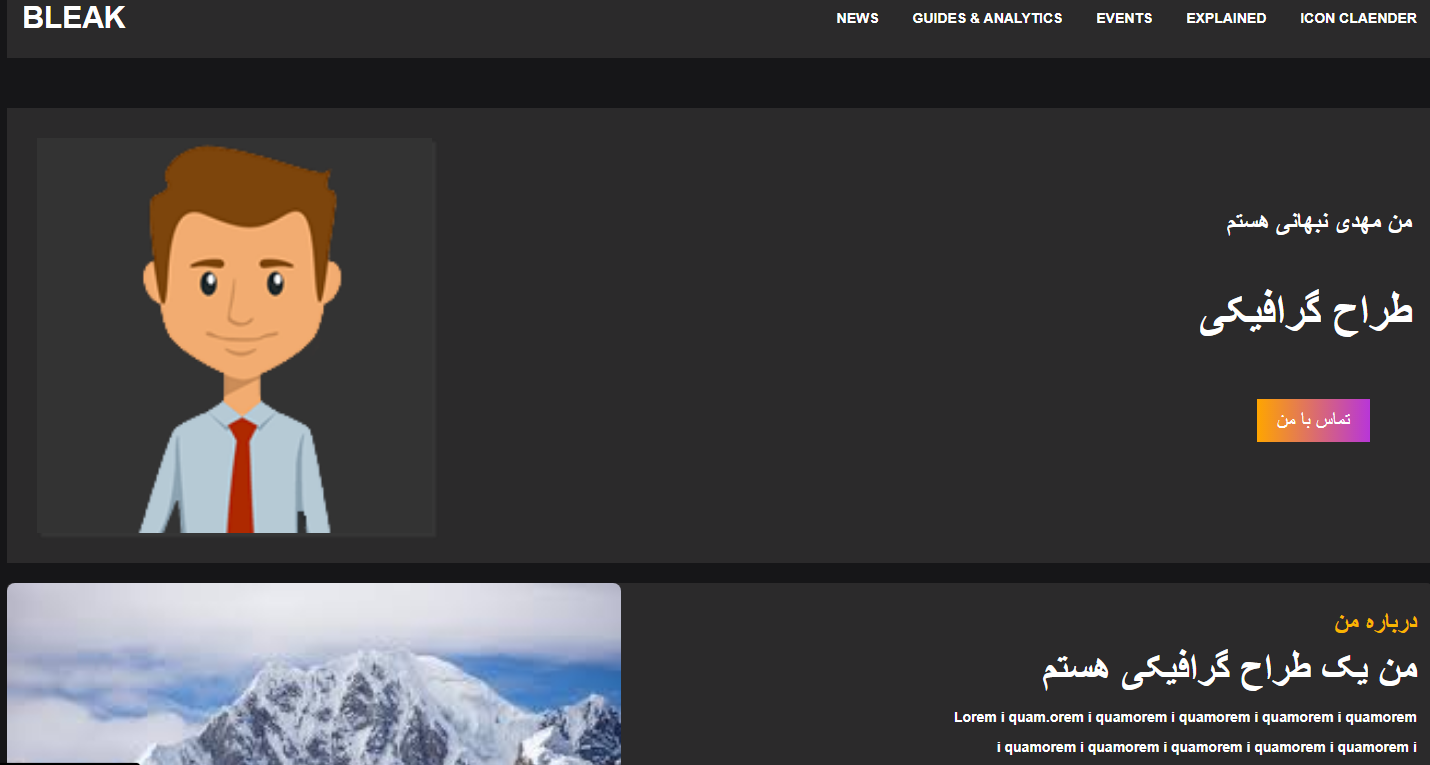 BLEAK
NEWS GUIDES & ANALYTICS EVENTS EXPLAINED ICON CLAENDER
من مهدی نبهانی هستم
طراح گرافیکی
تماس با من
درباره من
من یک طراح گرافیکی هستم
Lorem i quam.orem i quamorem i quamorem i quamorem i quamorem
i quamorem i quamorem i quamorem i quamorem i quamorem i